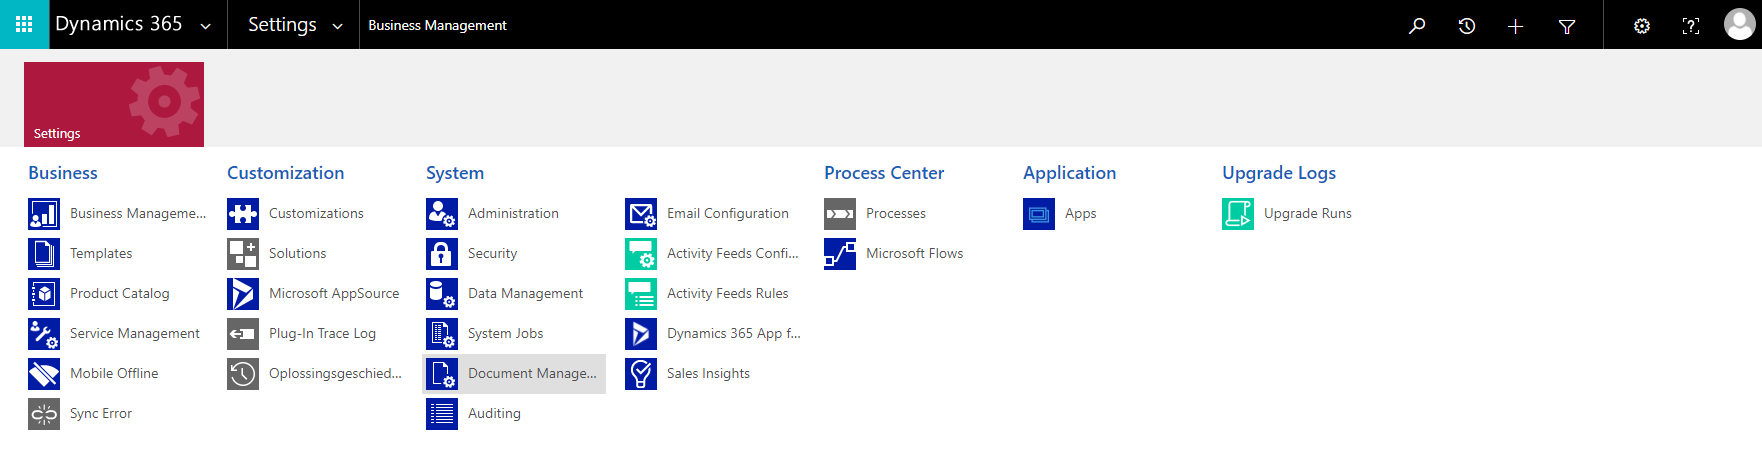 Dynamics 365
Settings
Business Management
Settings
Business
Business Manageme...
Templates
Product Catalog
Service Management
Mobile Offline
Sync Error
Customization
Customizations
Solutions
Microsoft AppSource
Plug-In Trace Log
Oplossingsgeschied...
System
Administration
Security
Data Management
System Jobs
Document Manage...
Auditing
Email Configuration
Activity Feeds Confi...
Activity Feeds Rules
Dynamics 365 App f...
Sales Insights
Process Center
Processes
Microsoft Flows
Application
Apps
Upgrade Logs
Upgrade Runs